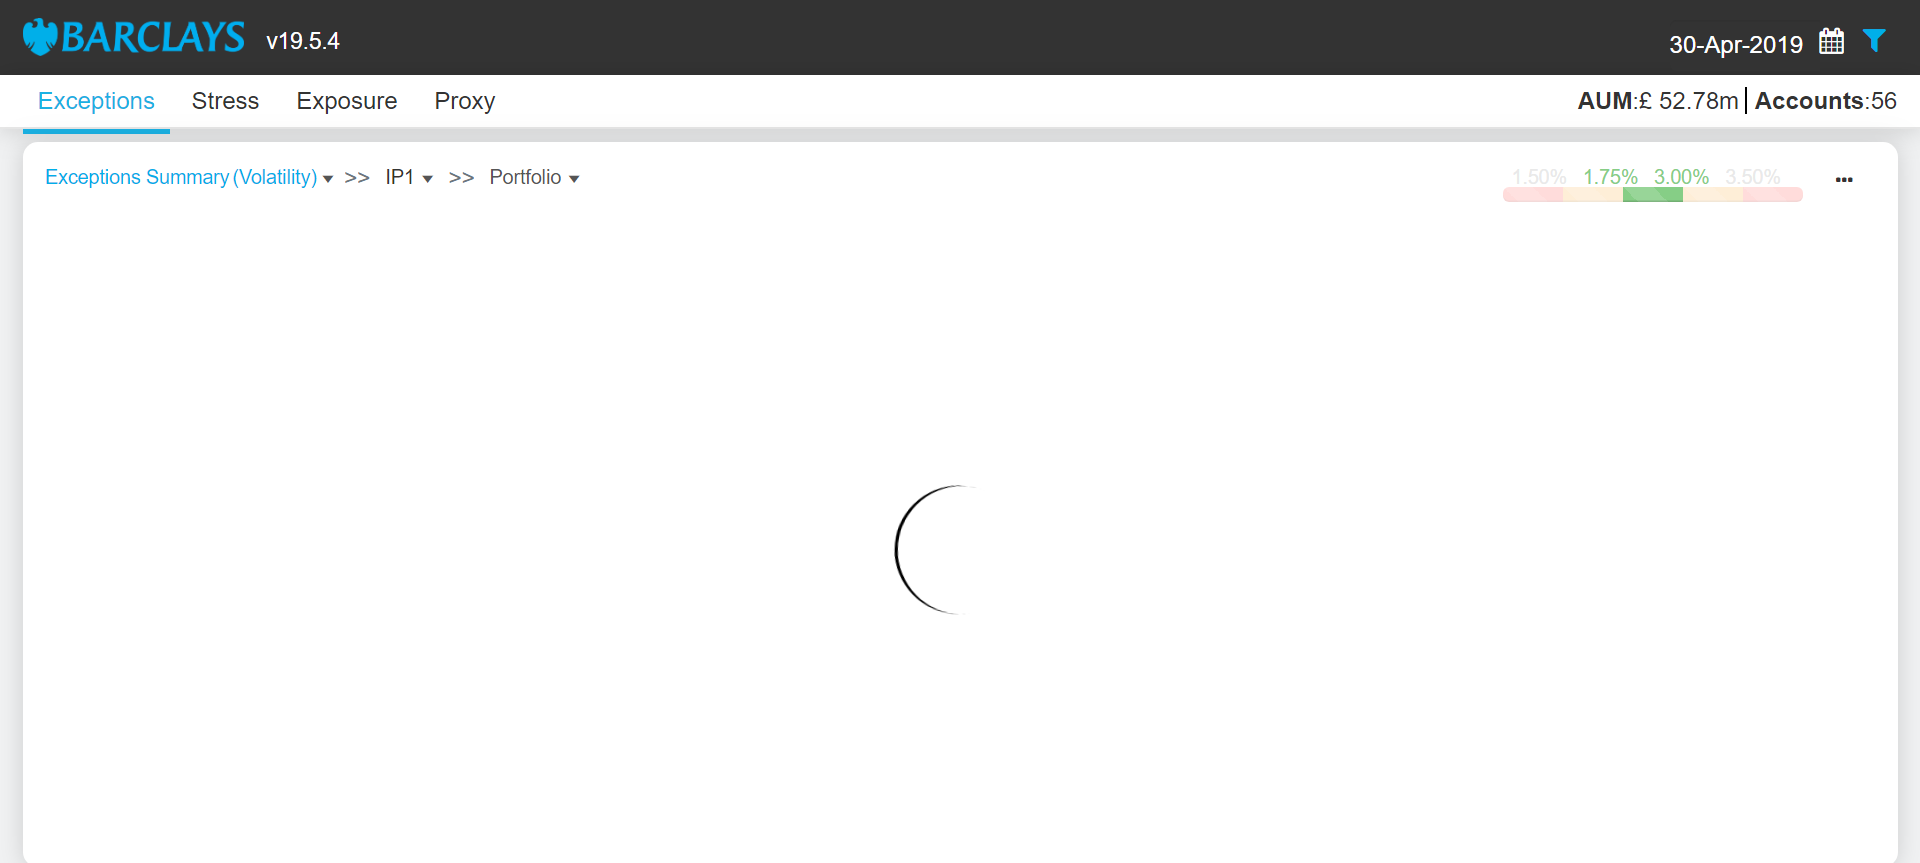 BARCLAYS v19.5.4 30-Apr-2019
Exceptions Stress Exposure Proxy AUM:£ 52.78m | Accounts:56
Exceptions Summary (Volatility) >> IP1 >> Portfolio 1.50% 1.75% 3.00% 3.50% ...